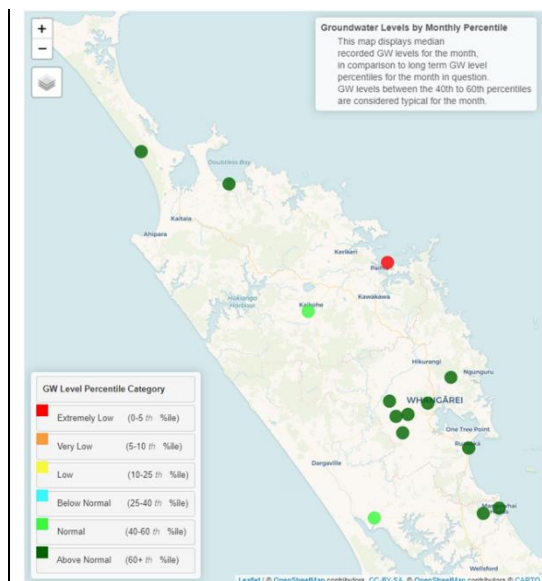 +
−
Groundwater Levels by Monthly Percentile
This map displays median
recorded GW levels for the month,
in comparison to long term GW level
percentiles for the month in question.
GW levels between the 40th to 60th percentiles
are considered typical for the month.
Doubtless Bay
Kaitaia
Ahipara
Kerikeri
Hokianga
Harbour
Kaikohe
Kawakawa
Hikurangi
Ngunguru
WHANGĀREI
One Tree Point
Dargaville
Wellsford
GW Level Percentile Category
Extremely Low (0-5 th %ile)
Very Low (5-10 th %ile)
Low (10-25 th %ile)
Below Normal (25-40 th %ile)
Normal (40-60 th %ile)
Above Normal (60+ th %ile)
Leaflet | © OpenStreetMap contributors, CC-BY-SA, © OpenStreetMap contributors © CARTO